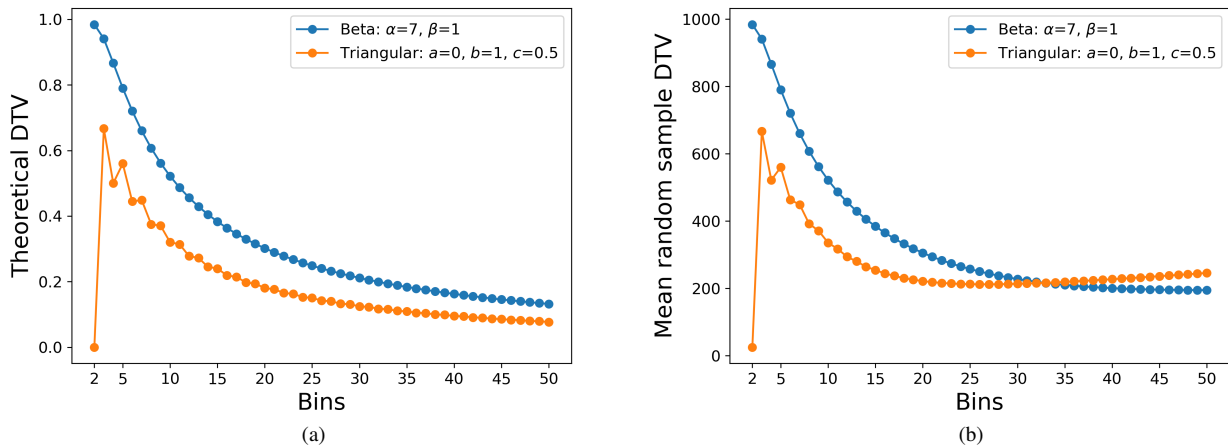 1.0
0.8
0.6
0.4
0.2
0.0
Theoretical DTV
Beta: α=7, β=1
Triangular: a=0, b=1, c=0.5
2 5 10 15 20 25 30 35 40 45 50
Bins
(a)
1000
800
600
400
200
0
Mean random sample DTV
Beta: α=7, β=1
Triangular: a=0, b=1, c=0.5
2 5 10 15 20 25 30 35 40 45 50
Bins
(b)